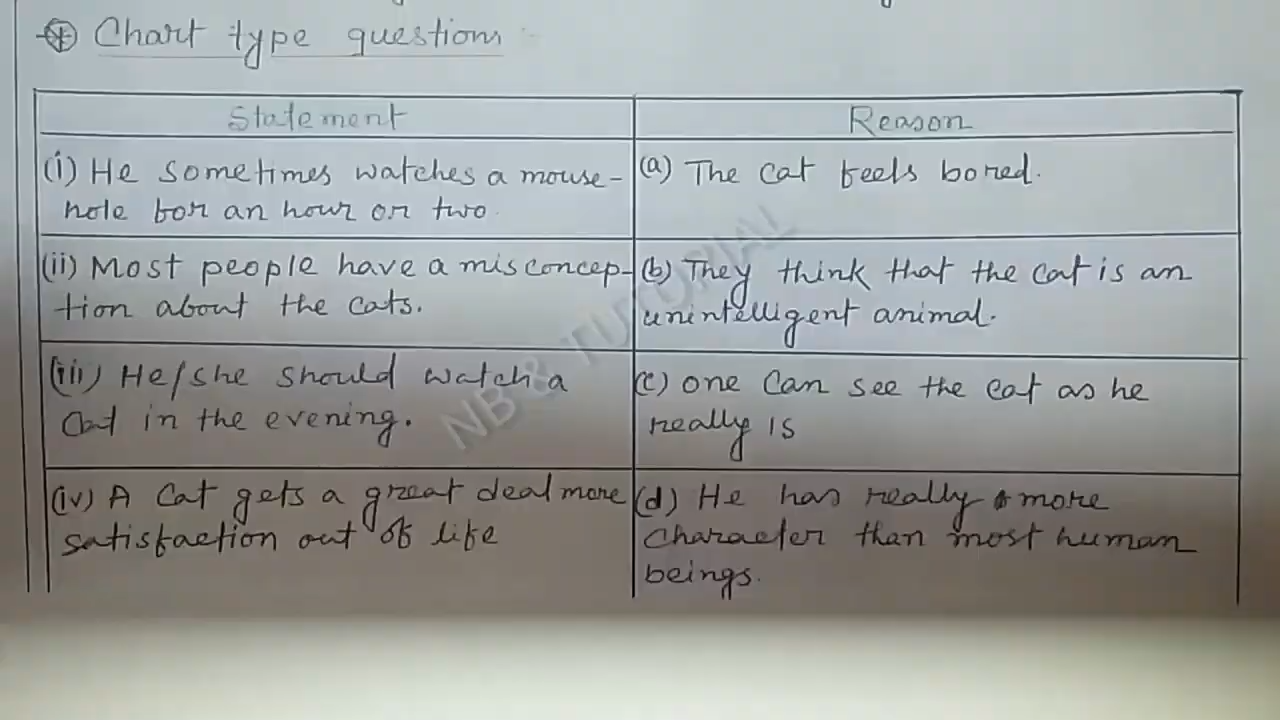 Chart type questions
Statement
Reason
(i) He sometimes watches a mouse-
hole for an hour or two.
(a) The cat feels bored.
(ii) Most people have a misconcep-
tion about the cats.
(b) They think that the cat is an
unintelligent animal.
(iii) He/she should watch a
Cat in the evening.
(c) one can see the cat as he
really is
(iv) A Cat gets a great deal more
satisfaction out of life
(d) He has really more
character than most human
beings.
NB & TUTORIAL